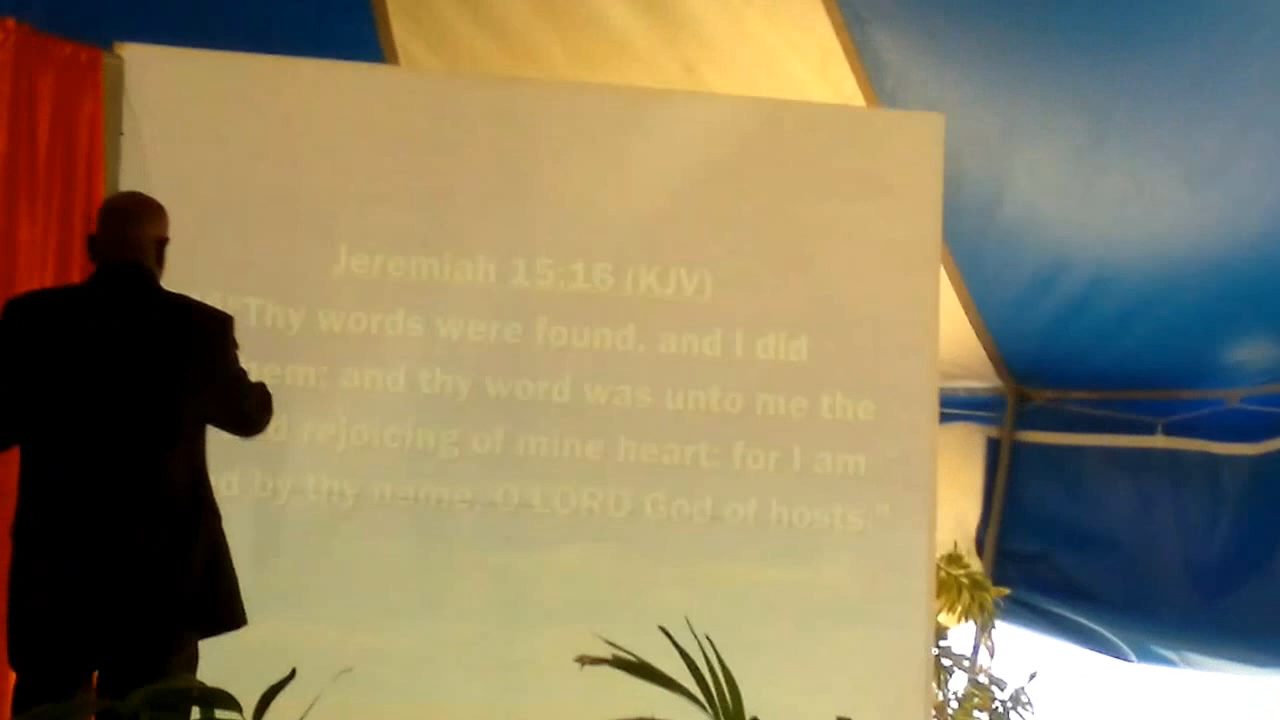 Jeremiah 15:16 (KJV)
"Thy words were found, and I did
hem; and thy word was unto me the
d rejoicing of mine heart: for I am
d by thy name, O LORD God of hosts."